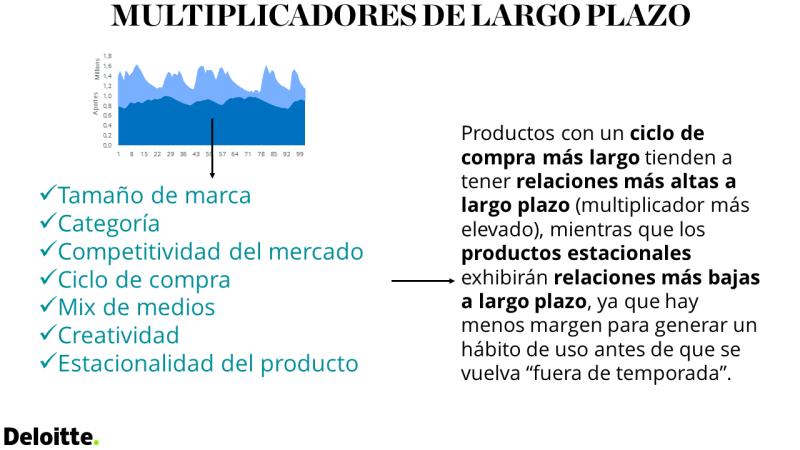 MULTIPLICADORES DE LARGO PLAZO
Aportes Millions
1,8
1,6
1,4
1,2
1,0
0,8
0,6
0,4
0,2
0,0
1 8 15 22 29 36 43 50 57 64 71 78 85 92 99
✓Tamaño de marca
✓Categoría
✓Competitividad del mercado
✓Ciclo de compra
✓Mix de medios
✓Creatividad
✓Estacionalidad del producto
Productos con un ciclo de
compra más largo tienden a
tener relaciones más altas a
largo plazo (multiplicador más
elevado), mientras que los
productos estacionales
exhibirán relaciones más bajas
a largo plazo, ya que hay
menos margen para generar un
hábito de uso antes de que se
vuelva “fuera de temporada”.
Deloitte.